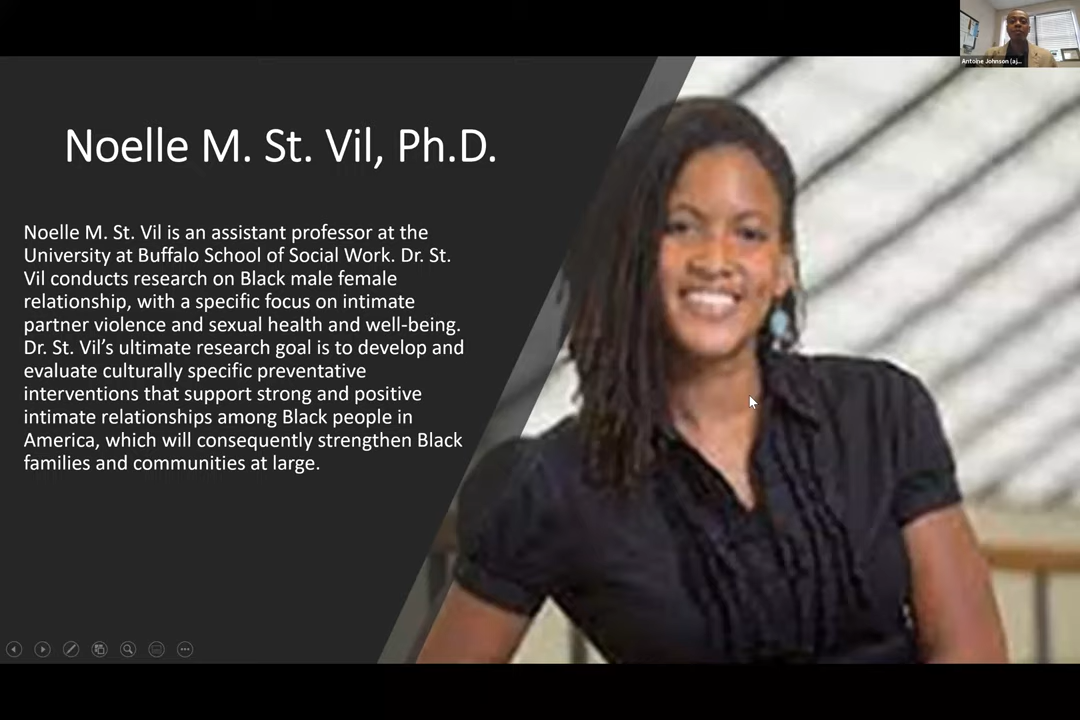 Antoine Johnson (aj...
Noelle M. St. Vil, Ph.D.
Noelle M. St. Vil is an assistant professor at the
University at Buffalo School of Social Work. Dr. St.
Vil conducts research on Black male female
relationship, with a specific focus on intimate
partner violence and sexual health and well-being.
Dr. St. Vil’s ultimate research goal is to develop and
evaluate culturally specific preventative
interventions that support strong and positive
intimate relationships among Black people in
America, which will consequently strengthen Black
families and communities at large.